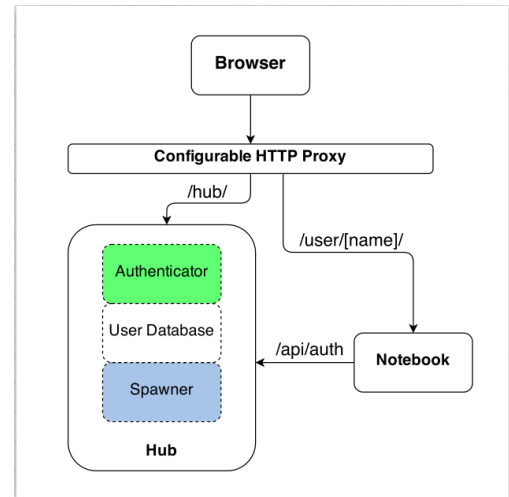 Browser
Configurable HTTP Proxy
/hub/
/user/[name]/
Authenticator
User Database
/api/auth
Notebook
Spawner
Hub